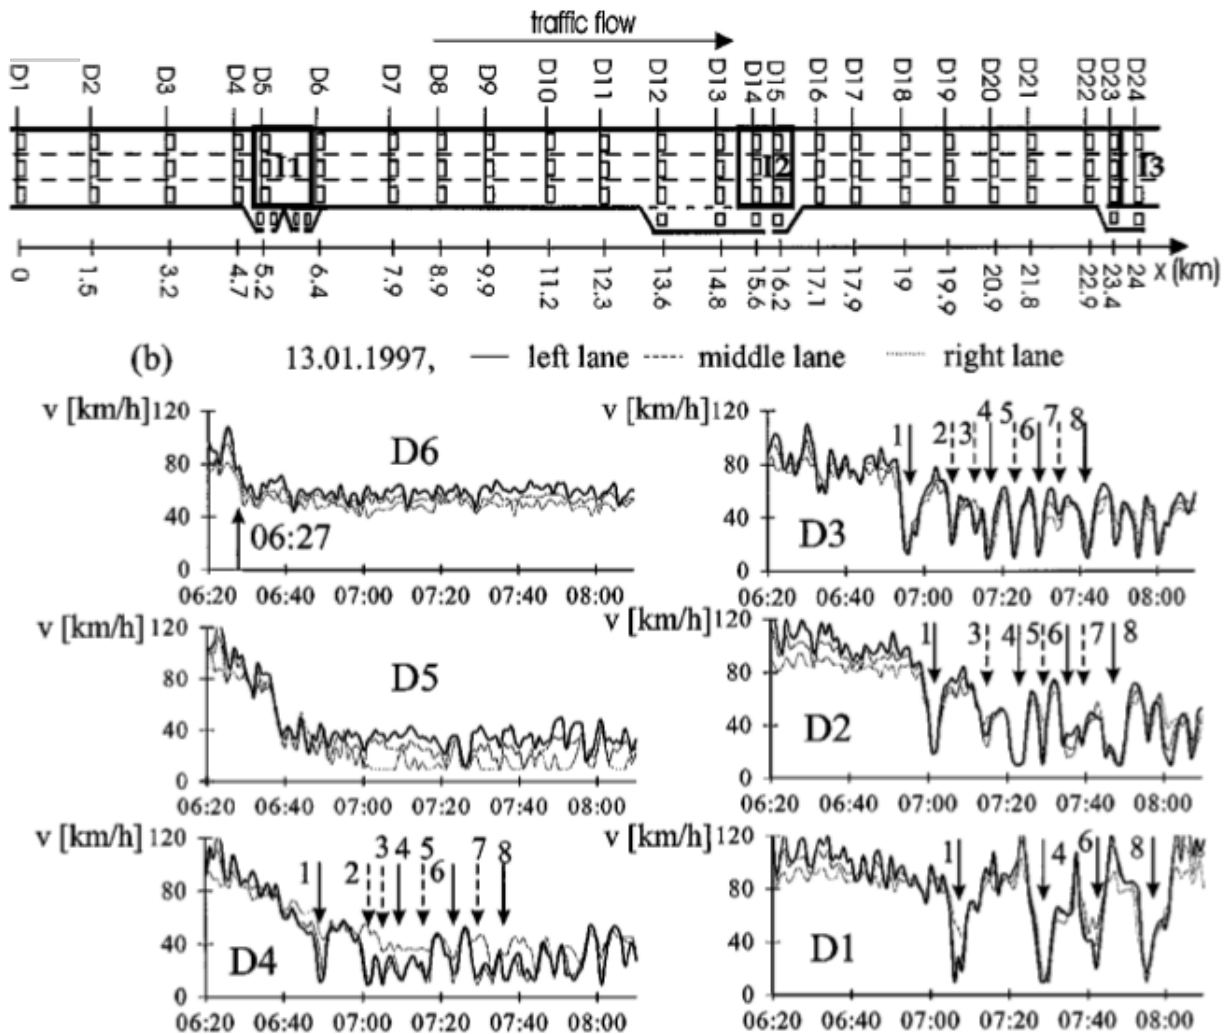 traffic flow
D1 D2 D3 D4 D5 D6 D7 D8 D9 D10 D11 D12 D13 D14 D15 D16 D17 D18 D19 D20 D21 D22 D23 D24
I1 I2 I3
0 1.5 3.2 4.7 5.2 6.4 7.9 8.9 9.9 11.2 12.3 13.6 14.8 15.6 16.2 17.1 17.9 19 19.9 20.9 21.8 22.9 23.4 24 x (km)
(b) 13.01.1997, left lane middle lane right lane
v [km/h] 120
80
40
0
D6
06:27
06:20 06:40 07:00 07:20 07:40 08:00
v [km/h] 120
80
40
0
1 2 3 4 5 6 7 8
D3
06:20 06:40 07:00 07:20 07:40 08:00
v [km/h] 120
80
40
0
D5
06:20 06:40 07:00 07:20 07:40 08:00
v [km/h] 120
80
40
0
1 3 4 5 6 7 8
D2
06:20 06:40 07:00 07:20 07:40 08:00
v [km/h] 120
80
40
0
1 2 3 4 5 6 7 8
D4
06:20 06:40 07:00 07:20 07:40 08:00
v [km/h] 120
80
40
0
1 4 6 8
D1
06:20 06:40 07:00 07:20 07:40 08:00